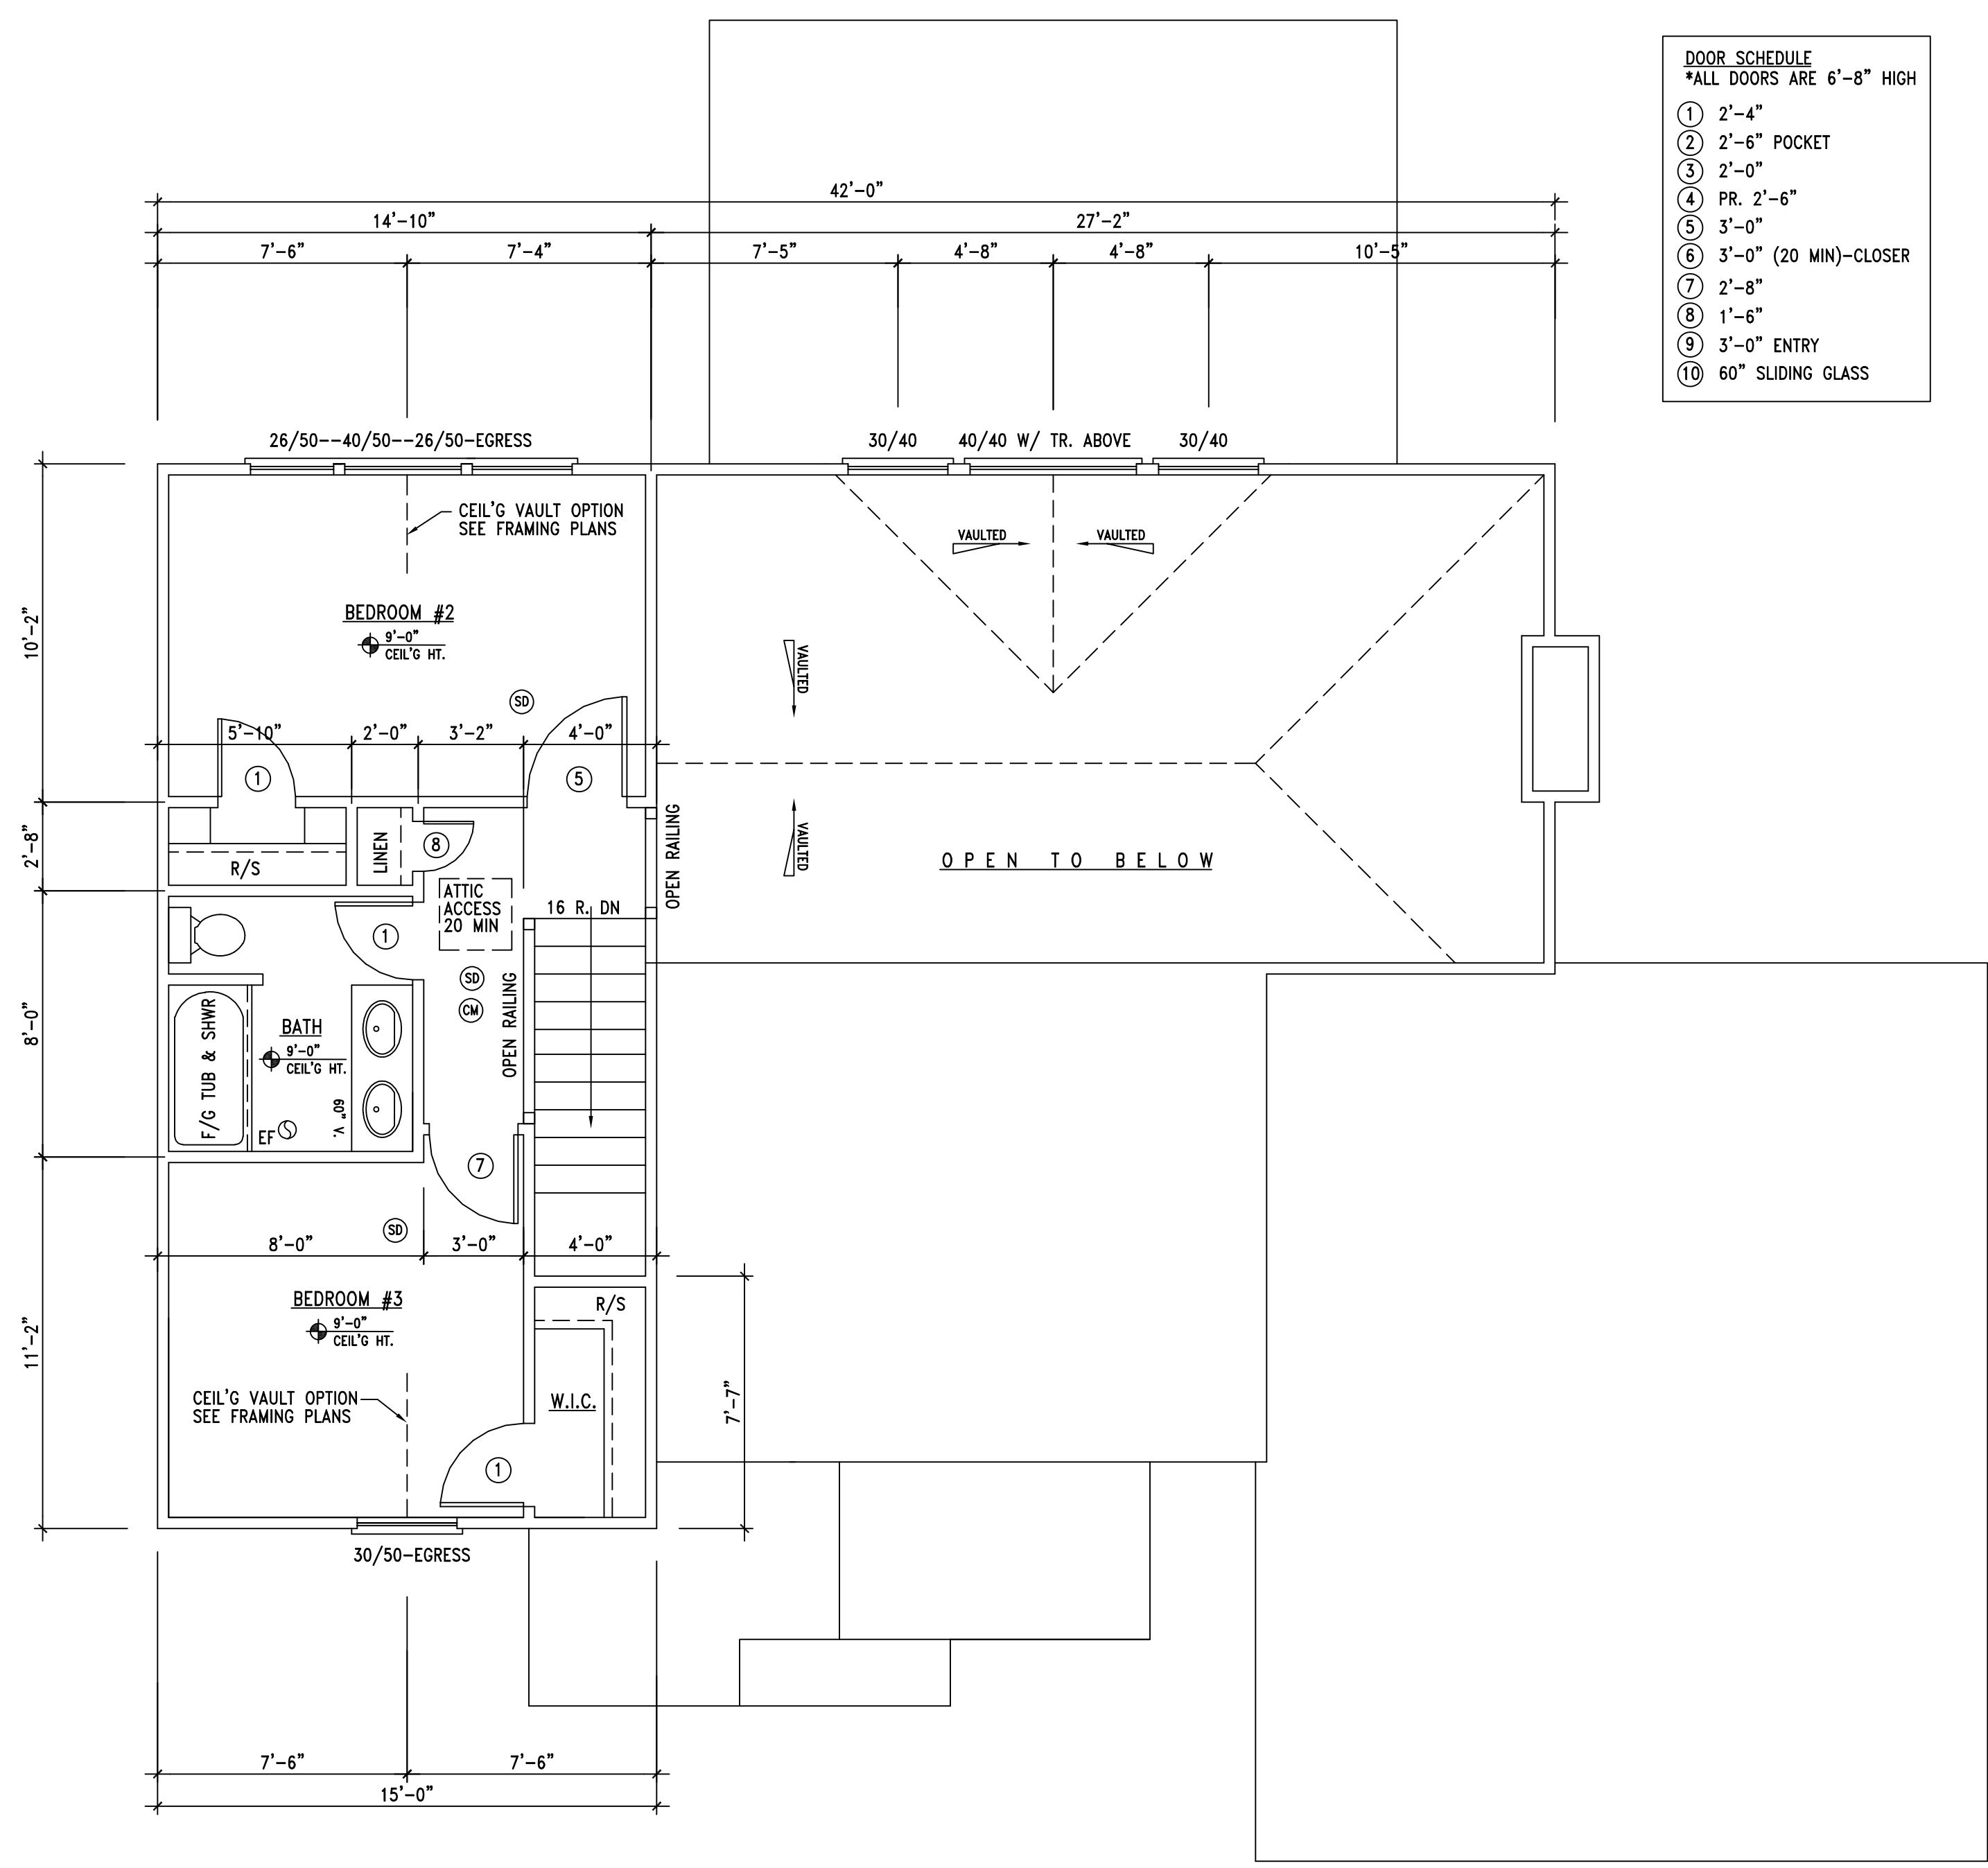 DOOR SCHEDULE
*ALL DOORS ARE 6'-8" HIGH
1 2'-4"
2 2'-6" POCKET
3 2'-0"
4 PR. 2'-6"
5 3'-0"
6 3'-0" (20 MIN)-CLOSER
7 2'-8"
8 1'-6"
9 3'-0" ENTRY
10 60" SLIDING GLASS
42'-0"
14'-10" 27'-2"
7'-6" 7'-4" 7'-5" 4'-8" 4'-8" 10'-5"
26/50--40/50--26/50-EGRESS 30/40 40/40 W/ TR. ABOVE 30/40
CEIL'G VAULT OPTION
SEE FRAMING PLANS
VAULTED VAULTED
BEDROOM #2
9'-0"
CEIL'G HT.
10'-2"
VAULTED
SD
5'-10" 2'-0" 3'-2" 4'-0"
1 5
2'-8"
R/S
LINEN
8
OPEN RAILING
VAULTED
OPEN TO BELOW
ATTIC
ACCESS
20 MIN
16 R. DN
1
SD
CM
OPEN RAILING
8'-0"
F/G TUB & SHWR
BATH
9'-0"
CEIL'G HT.
60" V.
EF
7
SD
8'-0" 3'-0" 4'-0"
BEDROOM #3
9'-0"
CEIL'G HT.
R/S
11'-2"
CEIL'G VAULT OPTION
SEE FRAMING PLANS
W.I.C.
7'-7"
1
30/50-EGRESS
7'-6" 7'-6"
15'-0"